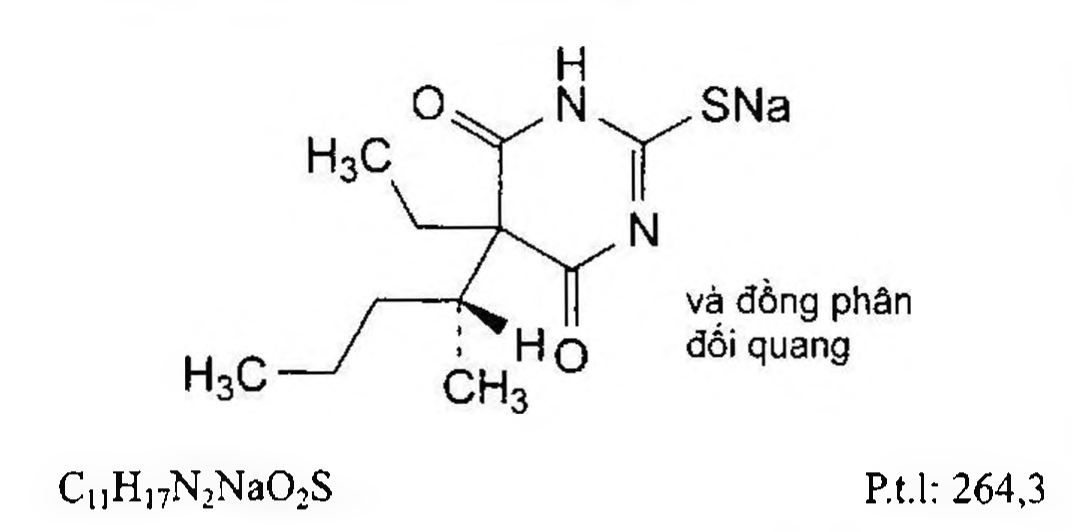 H
N
O
SNa
H₃C
N
và đồng phân
đối quang
H
O
H₃C
CH₃
C₁₁H₁₇N₂NaO₂S P.t.l: 264,3